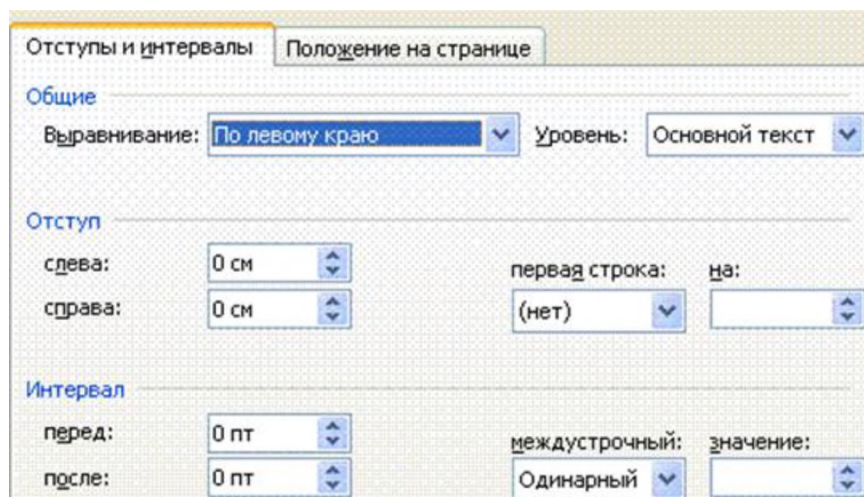 Отступы и интервалы Положение на странице
Общие
Выравнивание: По левому краю Уровень: Основной текст
Отступ
слева: 0 см первая строка: на:
справа: 0 см (нет)
Интервал
перед: 0 пт междустрочный: значение:
после: 0 пт Одинарный